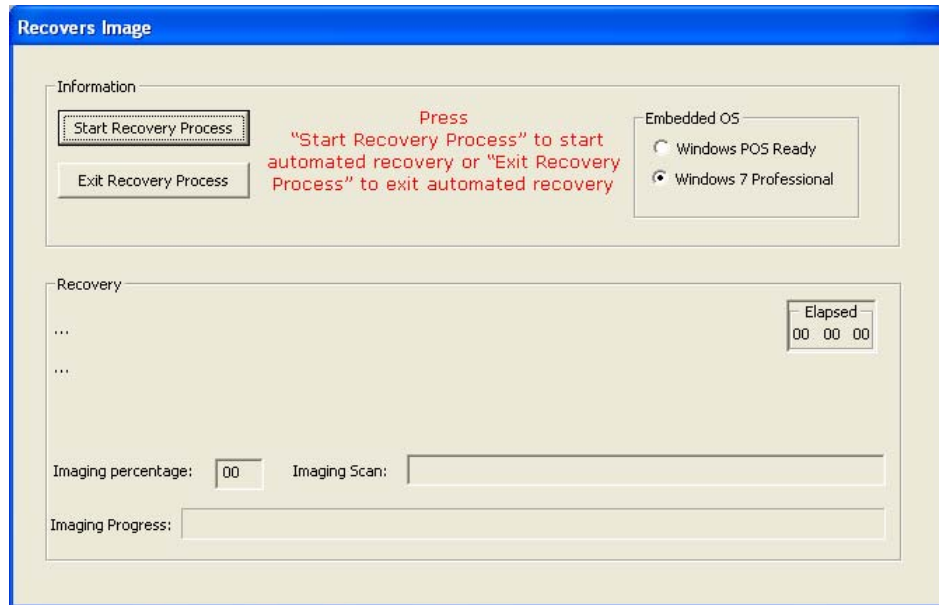 Recovers Image
Information
Start Recovery Process
Exit Recovery Process
Press
“Start Recovery Process” to start
automated recovery or “Exit Recovery
Process” to exit automated recovery
Embedded OS
Windows POS Ready
Windows 7 Professional
Recovery
...
...
Elapsed
00 00 00
Imaging percentage: 00 Imaging Scan:
Imaging Progress: